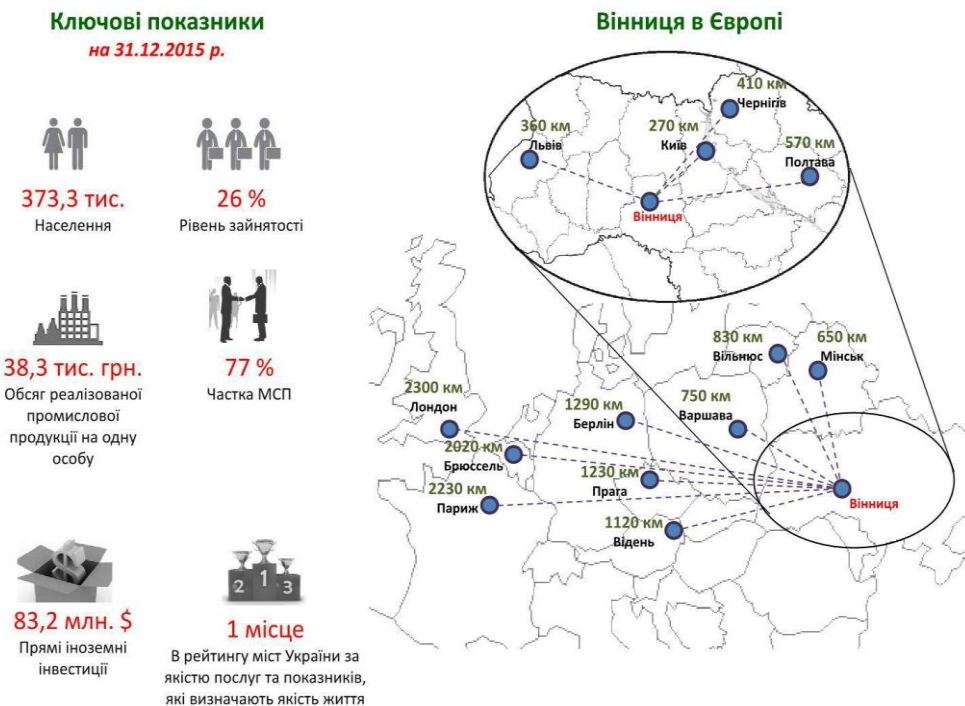 Ключові показники
на 31.12.2015 р.
373,3 тис.
Населення
26 %
Рівень зайнятості
38,3 тис. грн.
Обсяг реалізованої
промислової
продукції на одну
особу
77 %
Частка МСП
83,2 млн. $
Прямі іноземні
інвестиції
2 1 3
1 місце
В рейтингу міст України за
якістю послуг та показників,
які визначають якість життя
Вінниця в Європі
410 км
Чернігів
360 км
Львів
270 км
Київ
570 км
Полтава
Вінниця
830 км
Вільнюс
650 км
Мінськ
2300 км
Лондон
1290 км
Берлін
750 км
Варшава
2020 км
Брюссель
1230 км
Прага
2230 км
Париж
Вінниця
1120 км
Відень